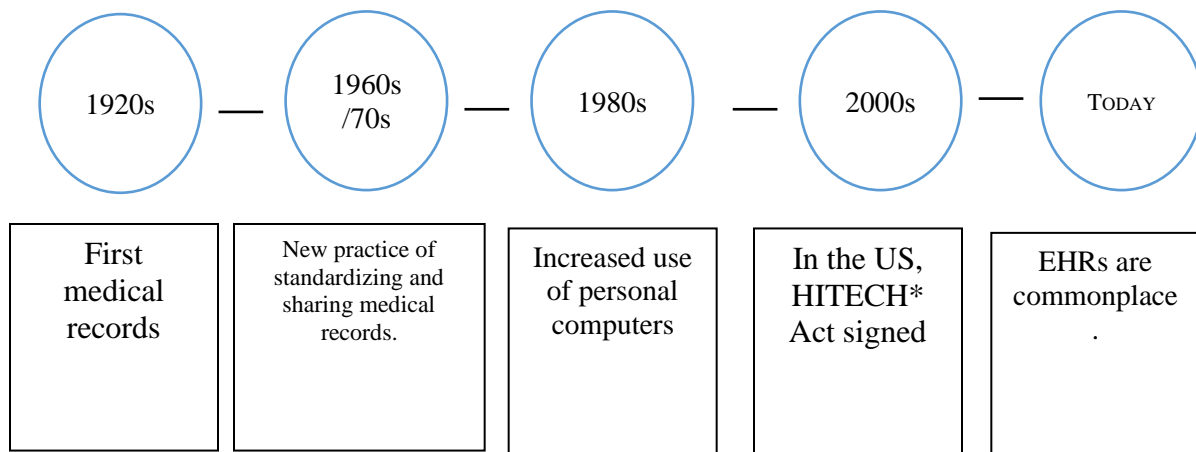 1920s
1960s
/70s
1980s
2000s
TODAY
First
medical
records
New practice of
standardizing and
sharing medical
records.
Increased use
of personal
computers
In the US,
HITECH*
Act signed
EHRs are
commonplace
.